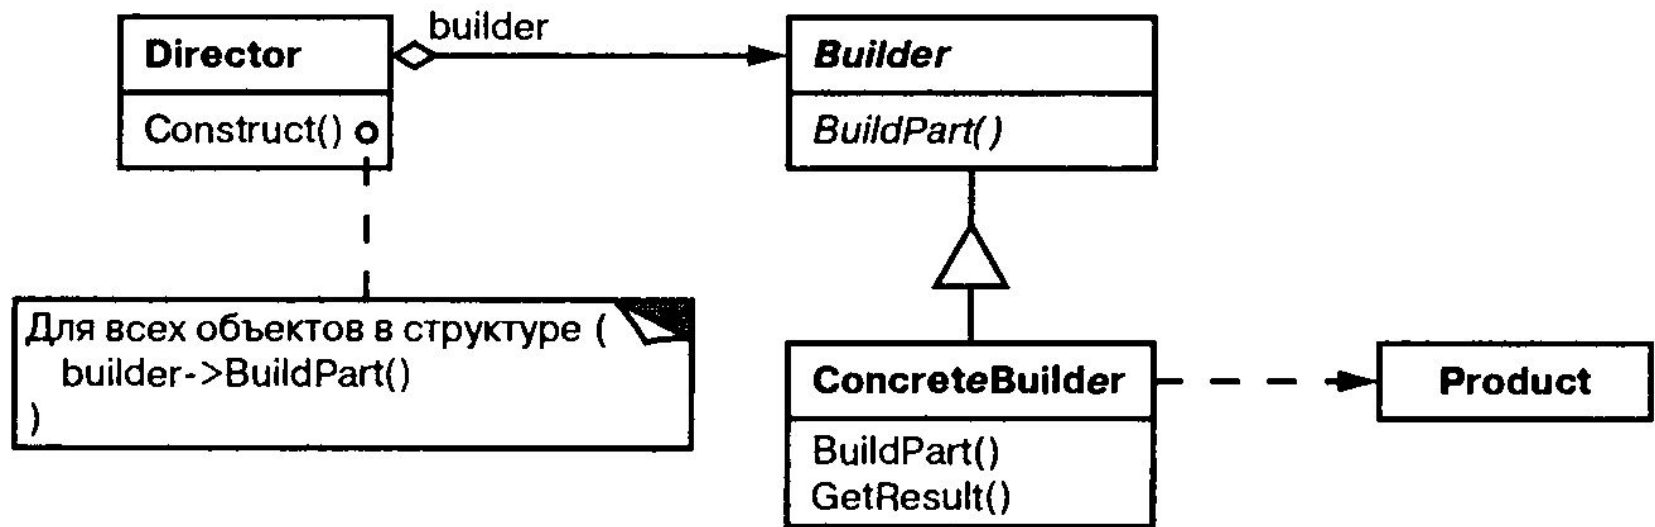 builder
Director
Construct()
Builder
BuildPart()
Для всех объектов в структуре (
builder->BuildPart()
)
ConcreteBuilder
BuildPart()
GetResult()
Product